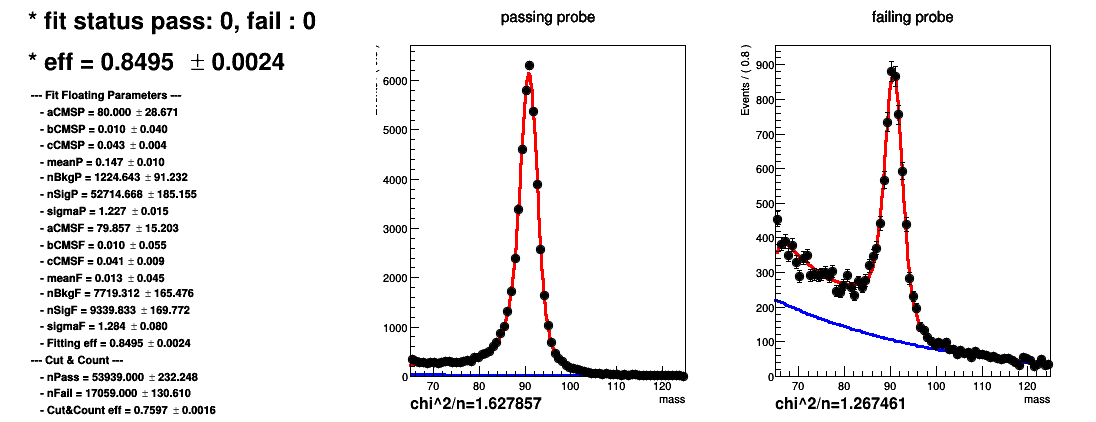 * fit status pass: 0, fail : 0
* eff = 0.8495 ± 0.0024
--- Fit Floating Parameters ---
- aCMSP = 80.000 ± 28.671
- bCMSP = 0.010 ± 0.040
- cCMSP = 0.043 ± 0.004
- meanP = 0.147 ± 0.010
- nBkgP = 1224.643 ± 91.232
- nSigP = 52714.668 ± 185.155
- sigmaP = 1.227 ± 0.015
- aCMSF = 79.857 ± 15.203
- bCMSF = 0.010 ± 0.055
- cCMSF = 0.041 ± 0.009
- meanF = 0.013 ± 0.045
- nBkgF = 7719.312 ± 165.476
- nSigF = 9339.833 ± 169.772
- sigmaF = 1.284 ± 0.080
- Fitting eff = 0.8495 ± 0.0024
--- Cut & Count ---
- nPass = 53939.000 ± 232.248
- nFail = 17059.000 ± 130.610
- Cut&Count eff = 0.7597 ± 0.0016
passing probe
6000
5000
4000
3000
2000
1000
0
70 80 90 100 110 120
mass
chi^2/n=1.627857
failing probe
Events / ( 0.8 )
900
800
700
600
500
400
300
200
100
0
70 80 90 100 110 120
mass
chi^2/n=1.267461